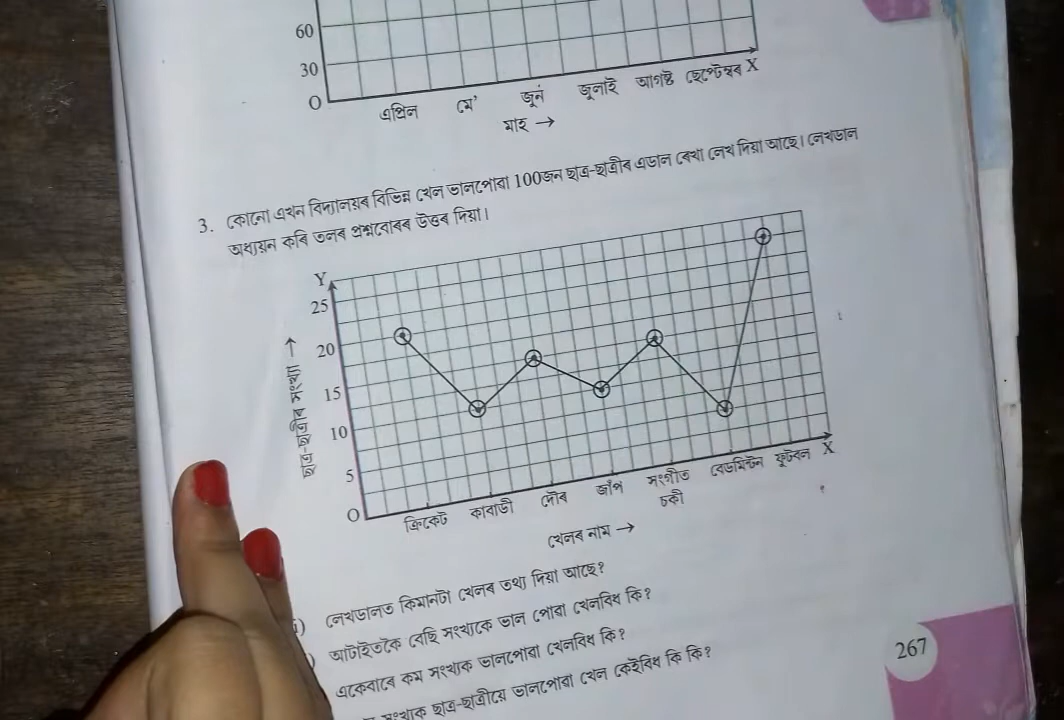 60
30
O
এপ্ৰিল মে' জুন জুলাই আগষ্ট ছেপ্টেম্বৰ X
মাহ →
3. কোনো এখন বিদ্যালয়ৰ বিভিন্ন খেল ভালপোৱা 100জন ছাত্ৰ-ছাত্ৰীৰ এডাল ৰেখা লেখ দিয়া আছে। লেখডাল
অধ্যয়ন কৰি তলৰ প্ৰশ্নবোৰৰ উত্তৰ দিয়া।
Y
25
20
15
10
5
O
ছাত্ৰ-ছাত্ৰীৰ সংখ্যা →
ক্ৰিকেট কাবাডী দৌৰ জাঁপ সংগীত বেডমিন্টন ফুটবল X
চকী
খেলৰ নাম →
i) লেখডালত কিমানটা খেলৰ তথ্য দিয়া আছে?
) আটাইতকৈ বেছি সংখ্যকে ভাল পোৱা খেলবিধ কি?
একেবাৰে কম সংখ্যক ভালপোৱা খেলবিধ কি?
সংখ্যক ছাত্ৰ-ছাত্ৰীয়ে ভালপোৱা খেল কেইবিধ কি কি?
267